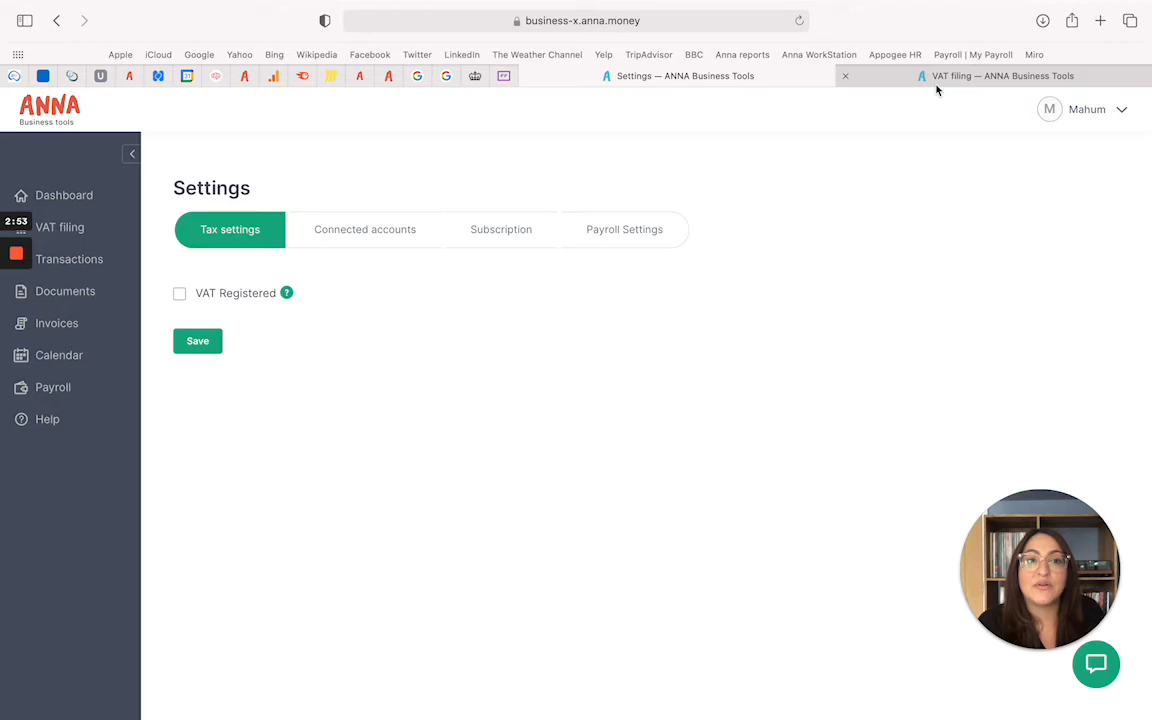 business-x.anna.money
Apple iCloud Google Yahoo Bing Wikipedia Facebook Twitter LinkedIn The Weather Channel Yelp TripAdvisor BBC Anna reports Anna WorkStation Appogee HR Payroll | My Payroll Miro
Settings — ANNA Business Tools
VAT filing — ANNA Business Tools
ANNA
Business tools
M Mahum
Dashboard
2:53
VAT filing
Transactions
Documents
Invoices
Calendar
Payroll
Help
Settings
Tax settings Connected accounts Subscription Payroll Settings
VAT Registered ?
Save